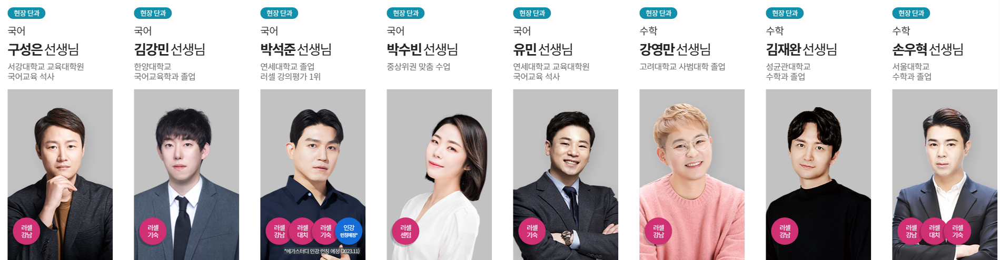 현장 단과
국어
구성은 선생님
서강대학교 교육대학원
국어교육 석사
러셀
강남
현장 단과
국어
김강민 선생님
한양대학교
국어교육학과 졸업
러셀
기숙
현장 단과
국어
박석준 선생님
연세대학교 졸업
러셀 강의평가 1위
러셀
강남
러셀
대치
러셀
기숙
인강
런칭예정*
*메가스터디 인강 런칭 예정 (2023.11)
현장 단과
국어
박수빈 선생님
중상위권 맞춤 수업
러셀
센텀
현장 단과
국어
유민 선생님
연세대학교 교육대학원
국어교육 석사
러셀
기숙
현장 단과
수학
강영만 선생님
고려대학교 사범대학 졸업
러셀
강남
현장 단과
수학
김재완 선생님
성균관대학교
수학과 졸업
러셀
강남
현장 단과
수학
손우혁 선생님
서울대학교
수학과 졸업
러셀
강남
러셀
대치
러셀
기숙